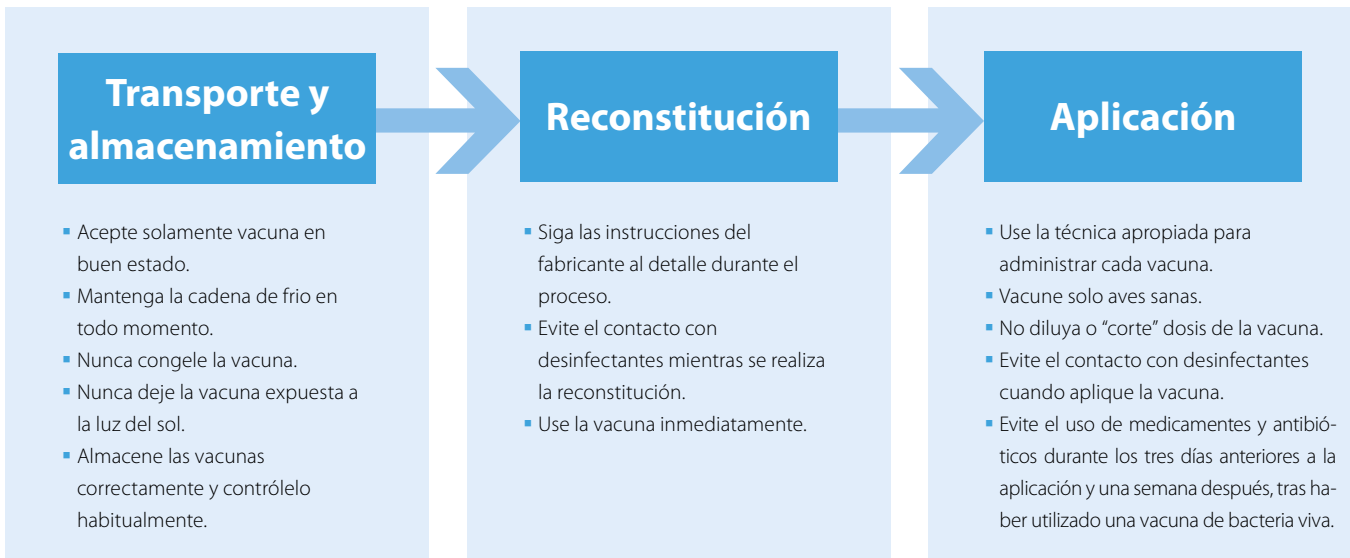 Transporte y
almacenamiento
▪ Acepte solamente vacuna en
buen estado.
▪ Mantenga la cadena de frio en
todo momento.
▪ Nunca congele la vacuna.
▪ Nunca deje la vacuna expuesta a
la luz del sol.
▪ Almacene las vacunas
correctamente y contrólelo
habitualmente.
Reconstitución
▪ Siga las instrucciones del
fabricante al detalle durante el
proceso.
▪ Evite el contacto con
desinfectantes mientras se realiza
la reconstitución.
▪ Use la vacuna inmediatamente.
Aplicación
▪ Use la técnica apropiada para
administrar cada vacuna.
▪ Vacune solo aves sanas.
▪ No diluya o “corte” dosis de la vacuna.
▪ Evite el contacto con desinfectantes
cuando aplique la vacuna.
▪ Evite el uso de medicamentes y antibió-
ticos durante los tres días anteriores a la
aplicación y una semana después, tras ha-
ber utilizado una vacuna de bacteria viva.